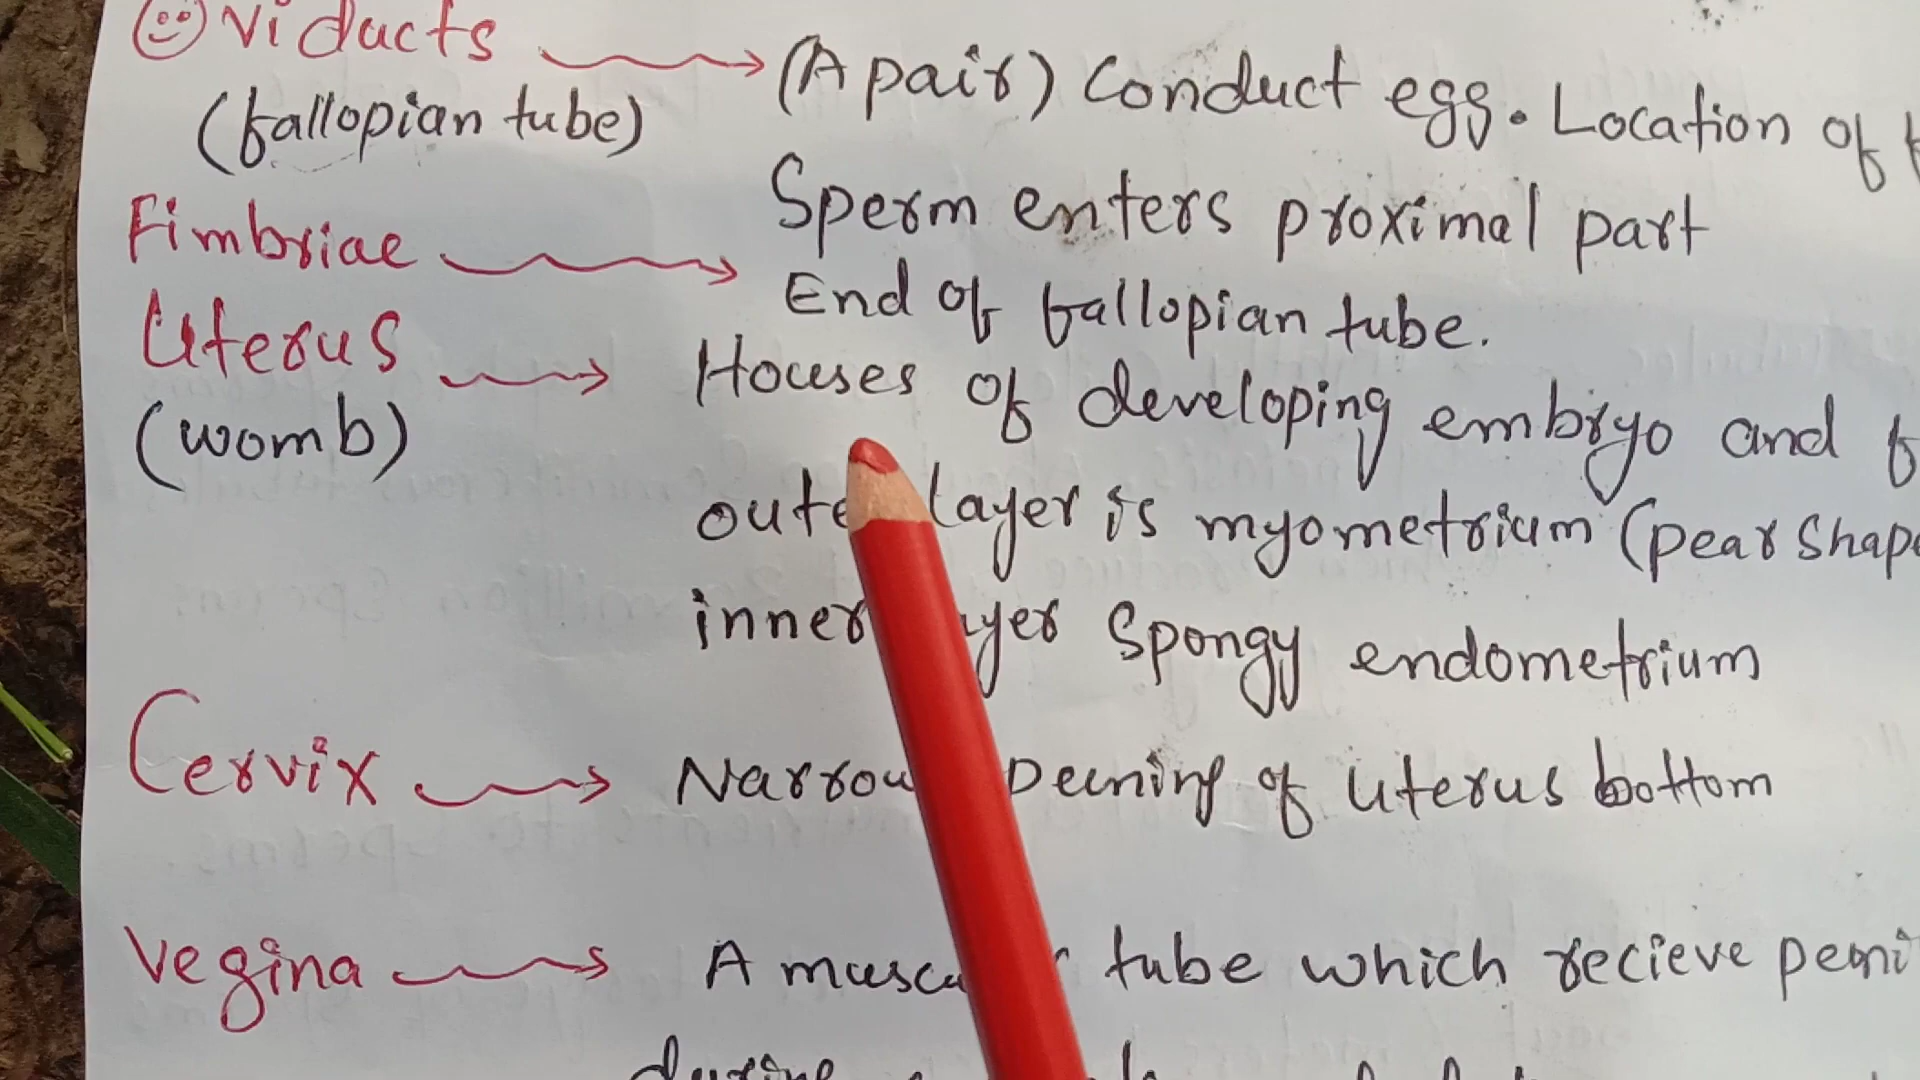 Oviducts → (A pair) Conduct egg. Location of
(fallopian tube)
Sperm enters proximal part
Fimbriae → End of fallopian tube.
Uterus → Houses of developing embryo and
(womb)
layer is myometrium (pear Shape
inner spongy endometrium
Cervix → of uterus bottom
Vegina → A tube which recieve